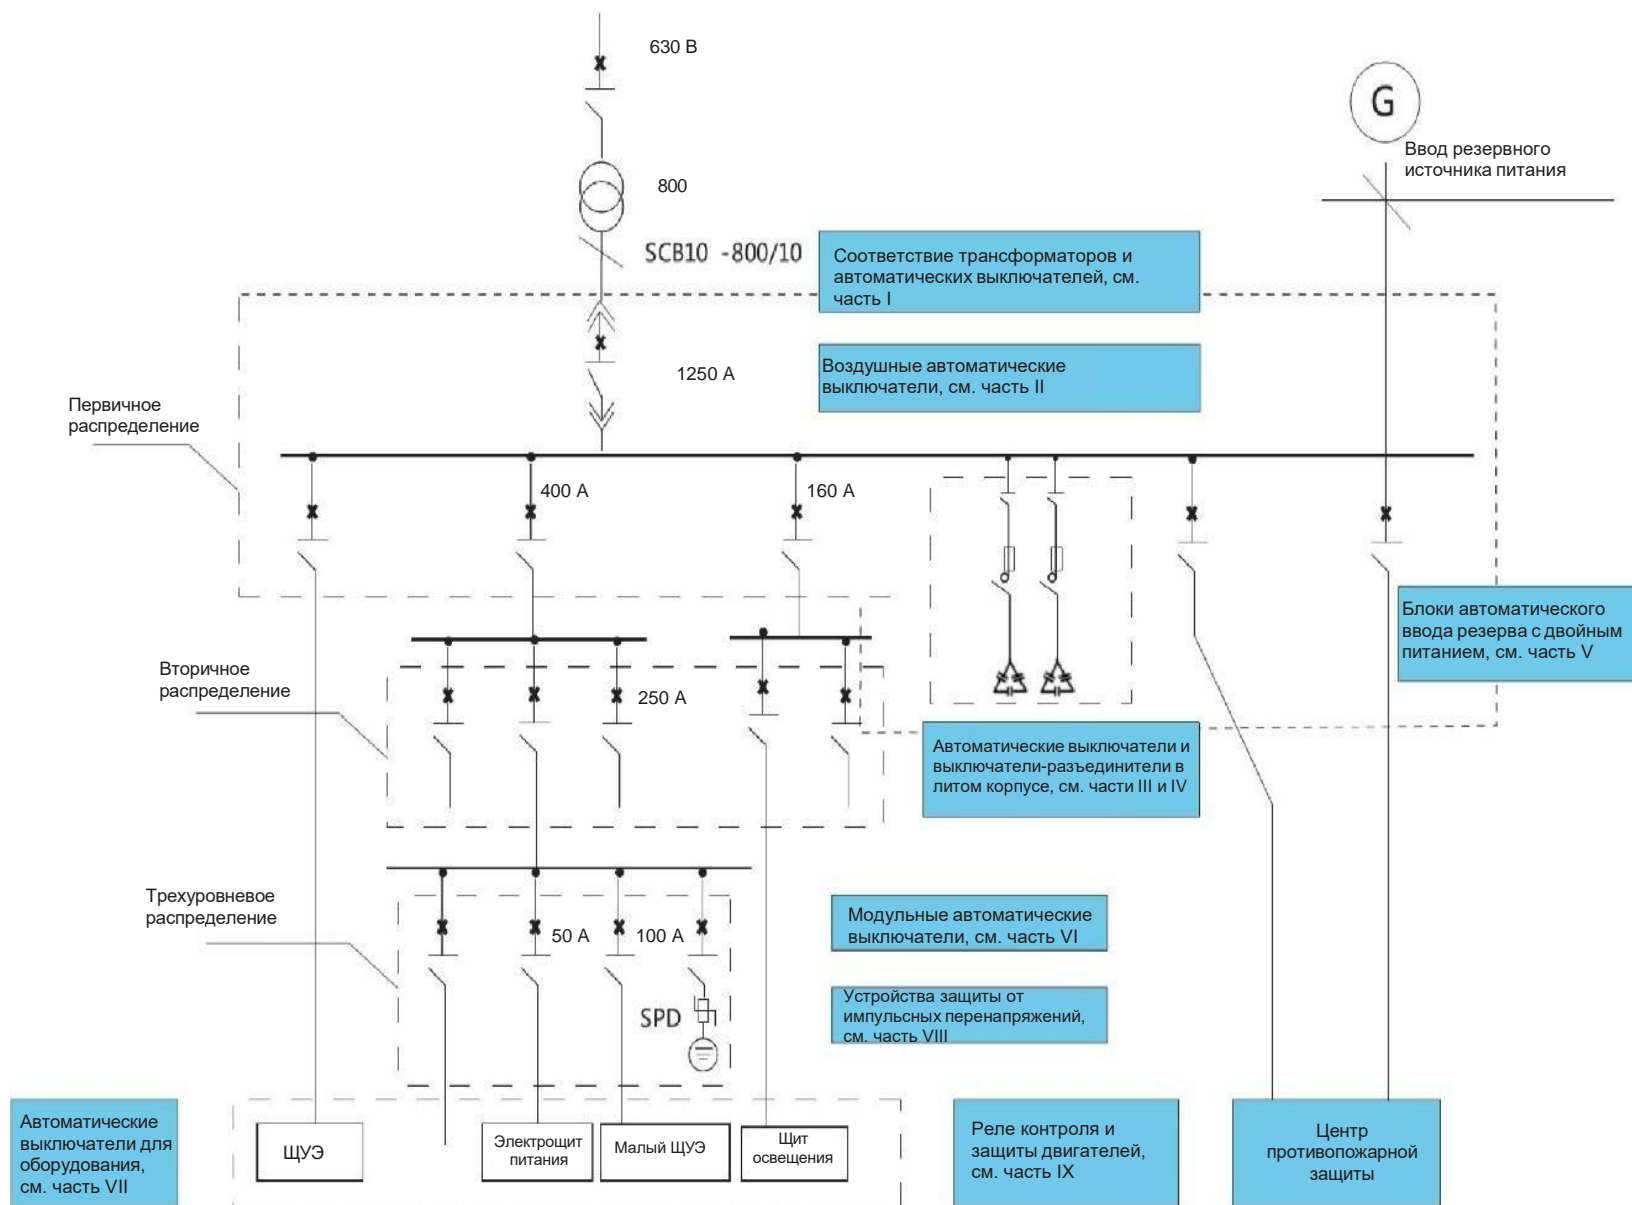 630 В
G
Ввод резервного
источника питания
800
SCB10 -800/10
Соответствие трансформаторов и
автоматических выключателей, см.
часть I
1250 А
Воздушные автоматические
выключатели, см. часть II
Первичное
распределение
400 А
160 А
Блоки автоматического
ввода резерва с двойным
питанием, см. часть V
Вторичное
распределение
250 А
Автоматические выключатели и
выключатели-разъединители в
литом корпусе, см. части III и IV
Трехуровневое
распределение
50 А
100 А
Модульные автоматические
выключатели, см. часть VI
SPD
Устройства защиты от
импульсных перенапряжений,
см. часть VIII
Автоматические
выключатели для
оборудования,
см. часть VII
ЩУЭ
Электрощит
питания
Малый ЩУЭ
Щит
освещения
Реле контроля и
защиты двигателей,
см. часть IX
Центр
противопожарной
защиты